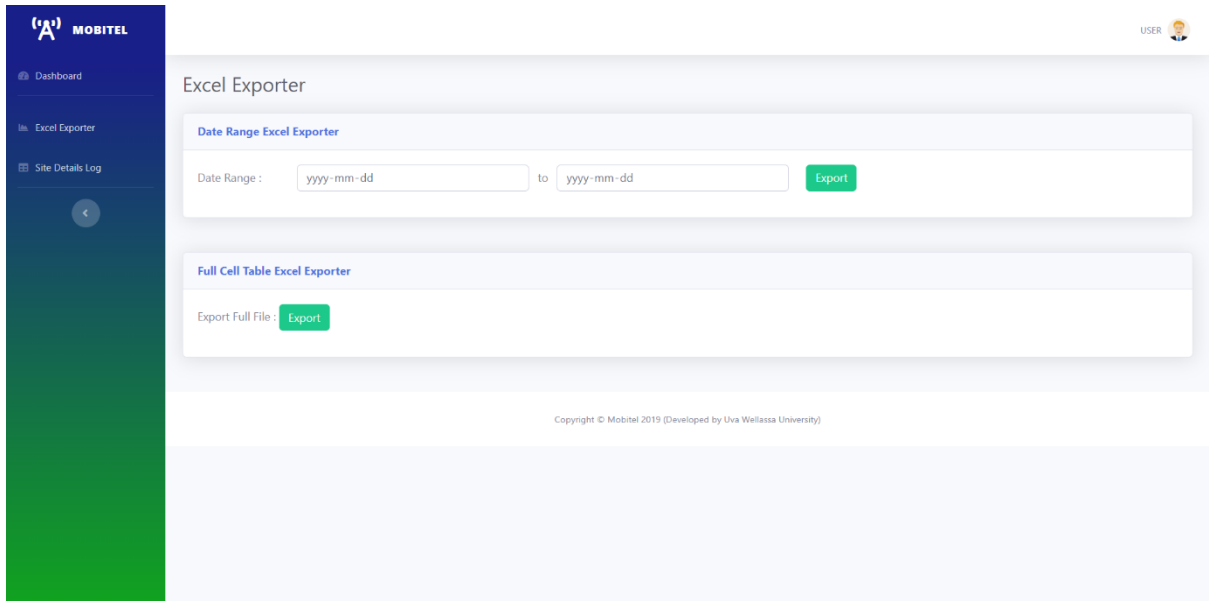 MOBITEL
USER
Dashboard
Excel Exporter
Site Details Log
Excel Exporter
Date Range Excel Exporter
Date Range : yyyy-mm-dd to yyyy-mm-dd Export
Full Cell Table Excel Exporter
Export Full File : Export
Copyright © Mobitel 2019 (Developed by Uva Wellassa University)